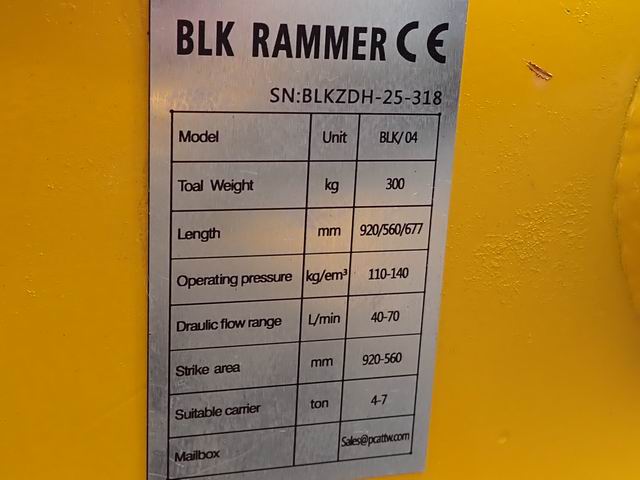 BLK RAMMER CE
SN:BLKZDH-25-318
Model Unit BLK/04
Toal Weight kg 300
Length mm 920/560/677
Operating pressure kg/em³ 110-140
Draulic flow range L/min 40-70
Strike area mm 920-560
Suitable carrier ton 4-7
Mailbox Sales@pcattw.com